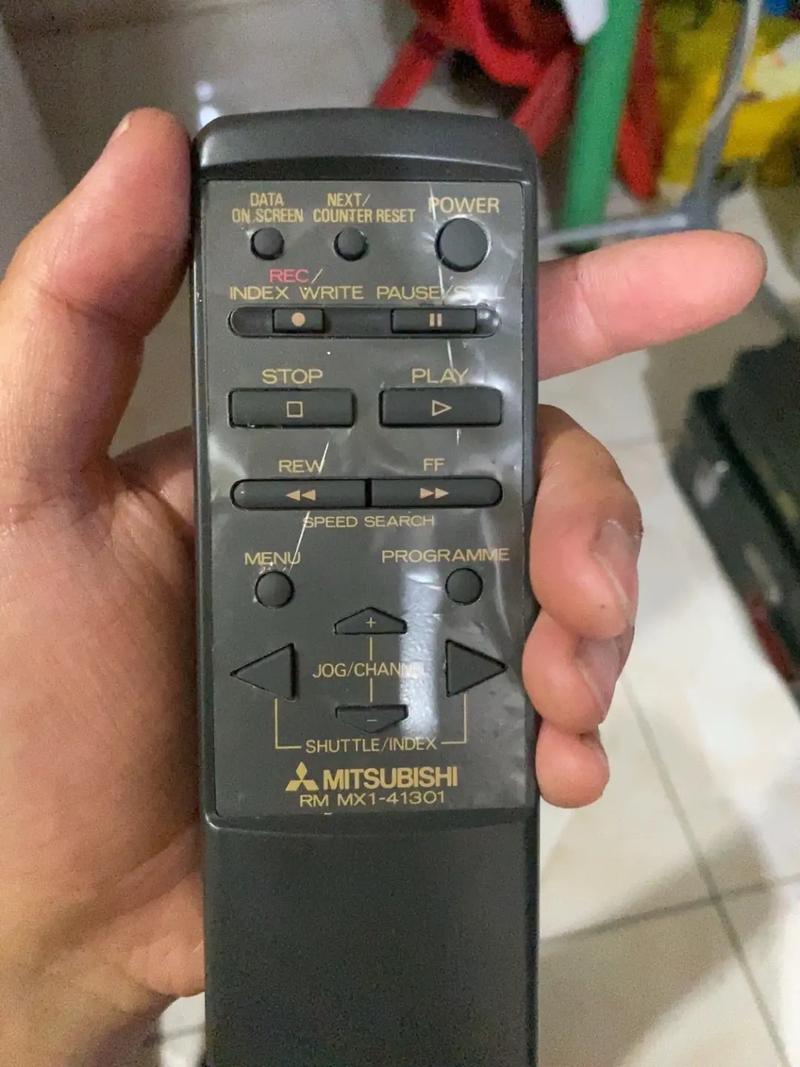 DATA
ON SCREEN
NEXT/
COUNTER RESET
POWER
REC/
INDEX WRITE
PAUSE/STILL
STOP
PLAY
REW
FF
SPEED SEARCH
MENU
PROGRAMME
+
JOG/CHANNEL
−
SHUTTLE/INDEX
MITSUBISHI
RM MX1-41301